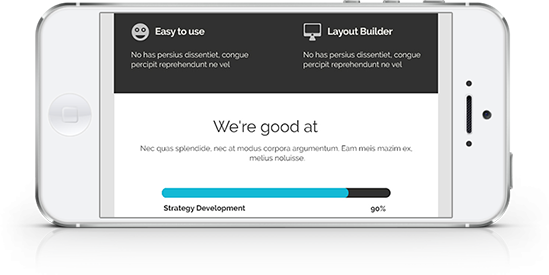 Easy to use
No has persius dissentiet, congue
percipit reprehendunt ne vel
Layout Builder
No has persius dissentiet, congue
percipit reprehendunt ne vel
We're good at
Nec quas splendide, nec at modus corpora argumentum. Eam meis mazim ex,
melius noluisse.
Strategy Development 90%